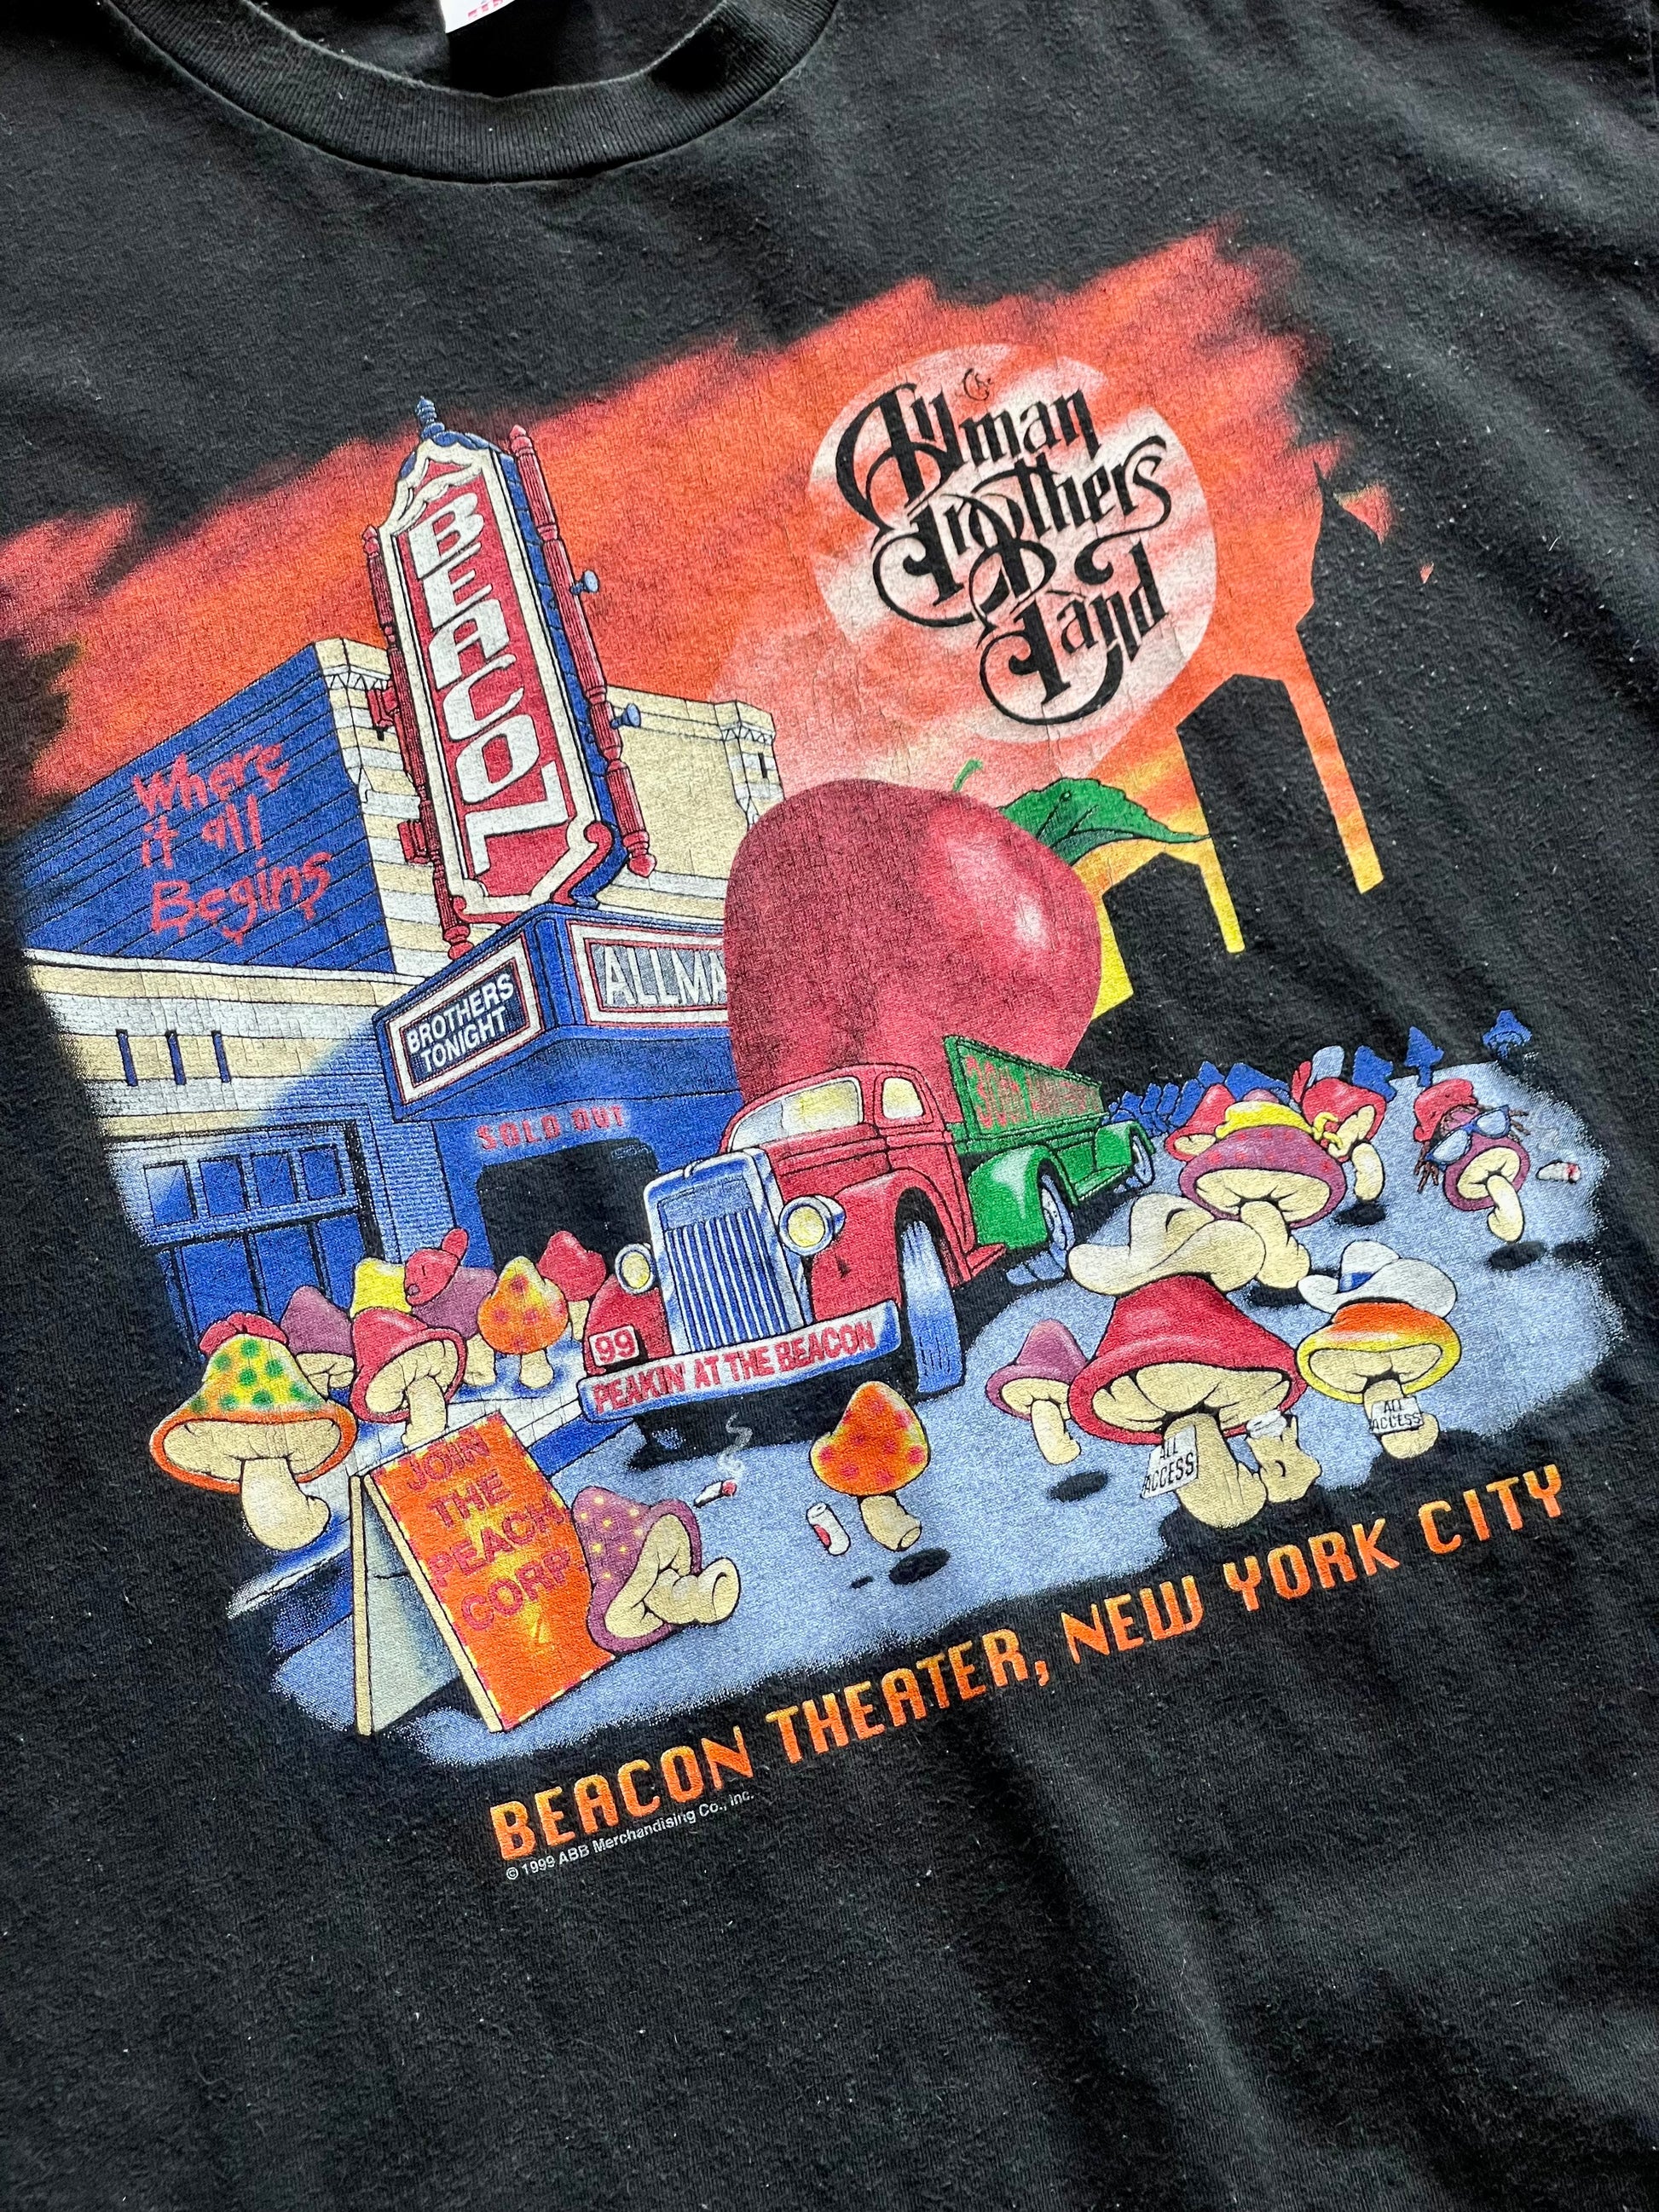 The
Allman
Brothers
Band
BEACON
Where
it all
Begins
BROTHERS
TONIGHT
ALLMA
SOLD OUT
99
PEAKIN AT THE BEACON
ALL
ACCESS
ALL
ACCESS
JOIN
THE
PEACH
CORP
BEACON THEATER, NEW YORK CITY
© 1999 ABB Merchandising Co., Inc.